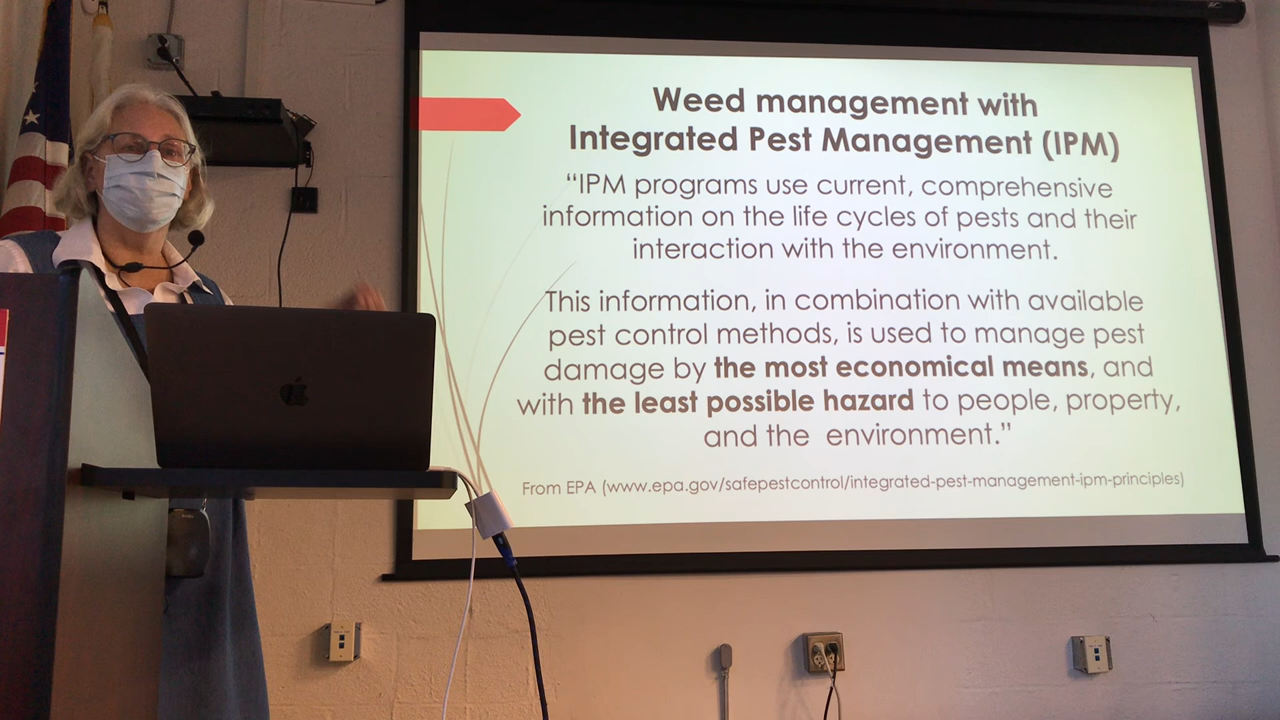 Weed management with
Integrated Pest Management (IPM)
“IPM programs use current, comprehensive
information on the life cycles of pests and their
interaction with the environment.
This information, in combination with available
pest control methods, is used to manage pest
damage by the most economical means, and
with the least possible hazard to people, property,
and the environment.”
From EPA (www.epa.gov/safepestcontrol/integrated-pest-management-ipm-principles)